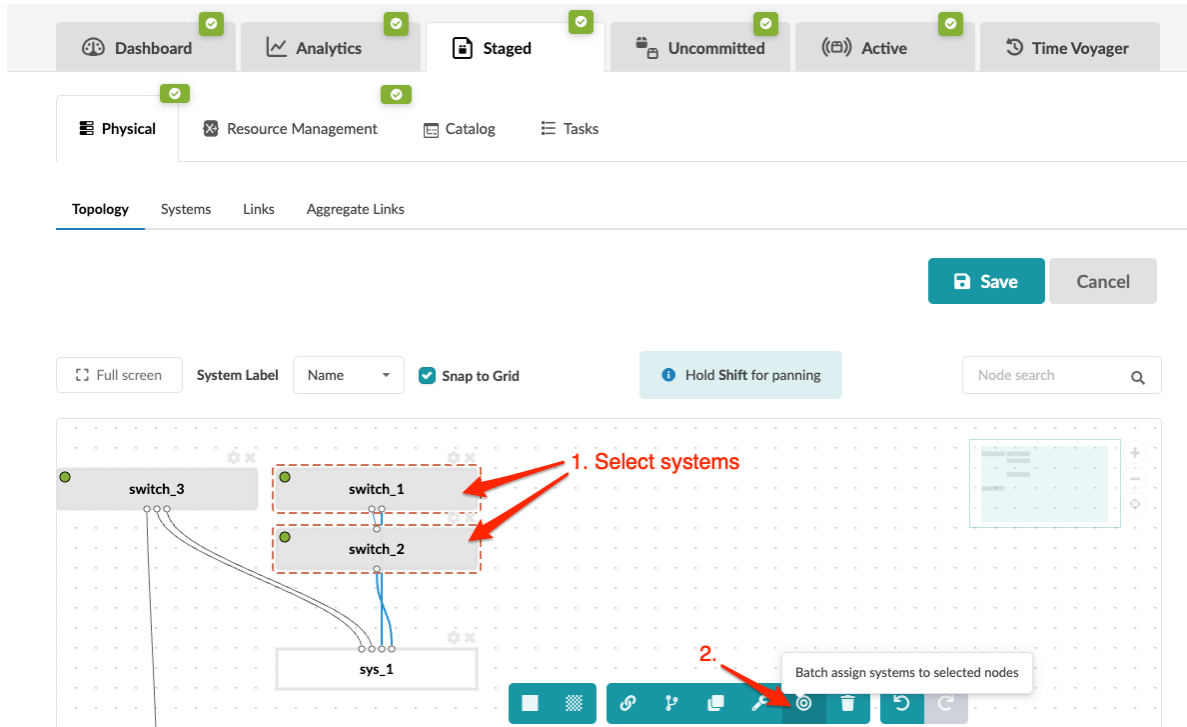 Dashboard
Analytics
Staged
Uncommitted
Active
Time Voyager
Physical
Resource Management
Catalog
Tasks
Topology
Systems
Links
Aggregate Links
Save
Cancel
Full screen
System Label
Name
Snap to Grid
Hold Shift for panning
Node search
1. Select systems
switch_3
switch_1
switch_2
sys_1
2.
Batch assign systems to selected nodes